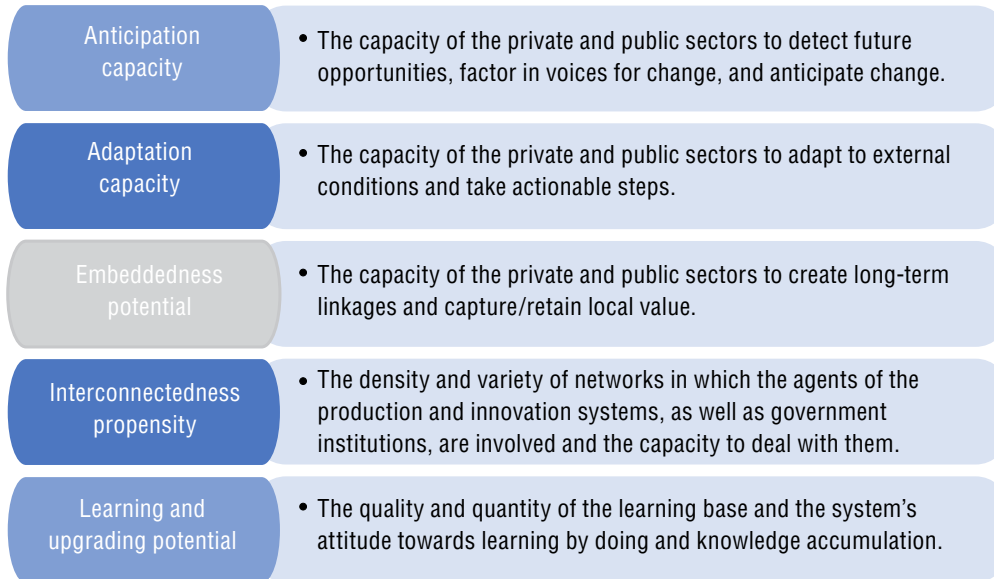 Anticipation
capacity
• The capacity of the private and public sectors to detect future
opportunities, factor in voices for change, and anticipate change.
Adaptation
capacity
• The capacity of the private and public sectors to adapt to external
conditions and take actionable steps.
Embeddedness
potential
• The capacity of the private and public sectors to create long-term
linkages and capture/retain local value.
Interconnectedness
propensity
• The density and variety of networks in which the agents of the
production and innovation systems, as well as government
institutions, are involved and the capacity to deal with them.
Learning and
upgrading potential
• The quality and quantity of the learning base and the system’s
attitude towards learning by doing and knowledge accumulation.